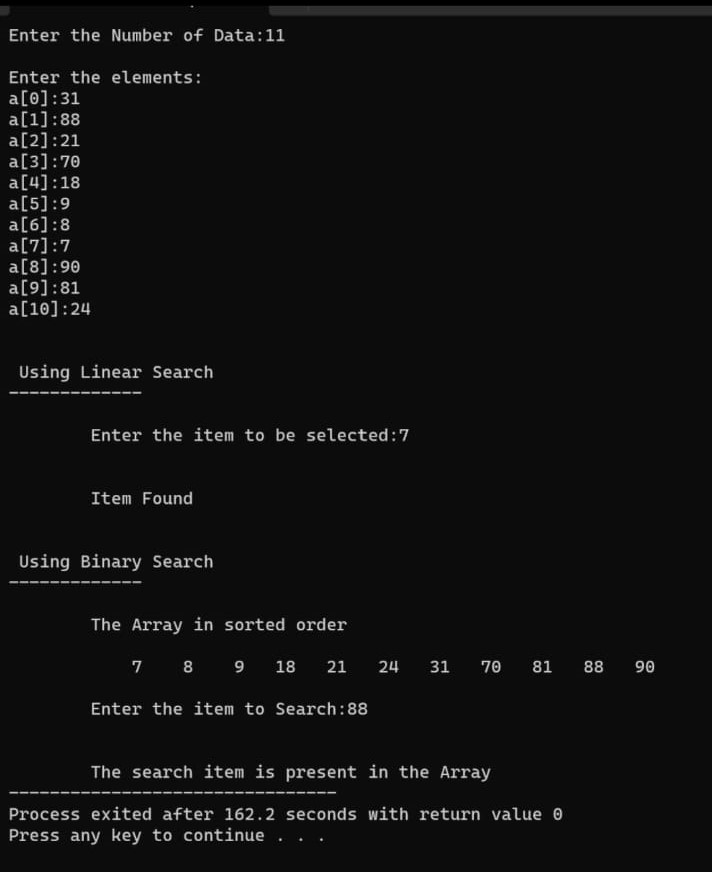 Enter the Number of Data:11
Enter the elements:
a[0]:31
a[1]:88
a[2]:21
a[3]:70
a[4]:18
a[5]:9
a[6]:8
a[7]:7
a[8]:90
a[9]:81
a[10]:24
Using Linear Search
-------------
Enter the item to be selected:7
Item Found
Using Binary Search
-------------
The Array in sorted order
7 8 9 18 21 24 31 70 81 88 90
Enter the item to Search:88
The search item is present in the Array
--------------------------------
Process exited after 162.2 seconds with return value 0
Press any key to continue . . .